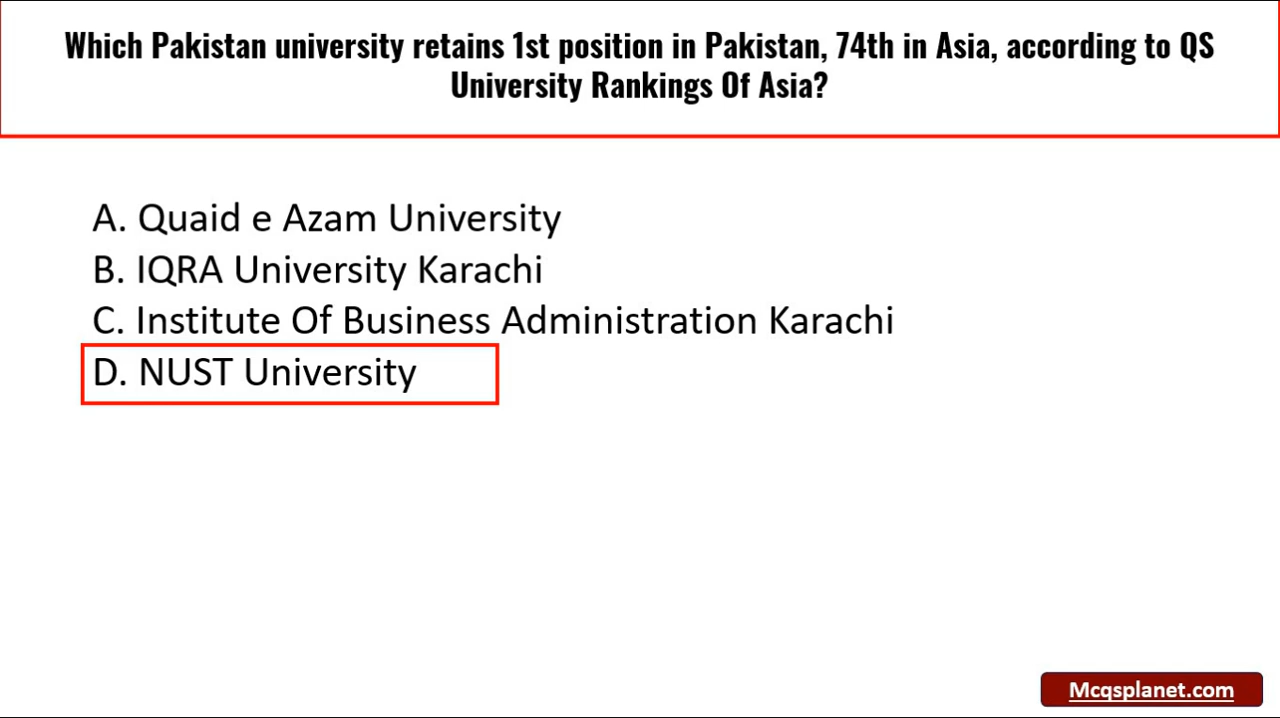 Which Pakistan university retains 1st position in Pakistan, 74th in Asia, according to QS
University Rankings Of Asia?
A. Quaid e Azam University
B. IQRA University Karachi
C. Institute Of Business Administration Karachi
D. NUST University
Mcqsplanet.com